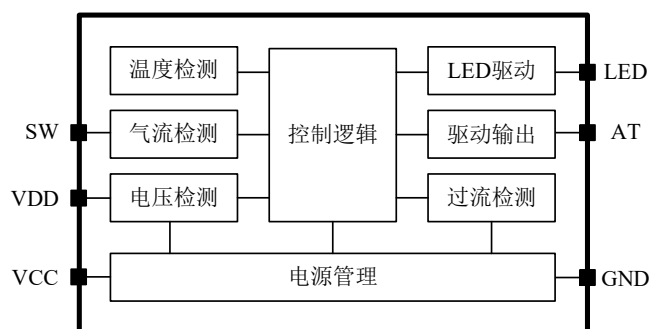 温度检测
LED驱动
LED
SW
气流检测
控制逻辑
驱动输出
AT
VDD
电压检测
过流检测
VCC
电源管理
GND